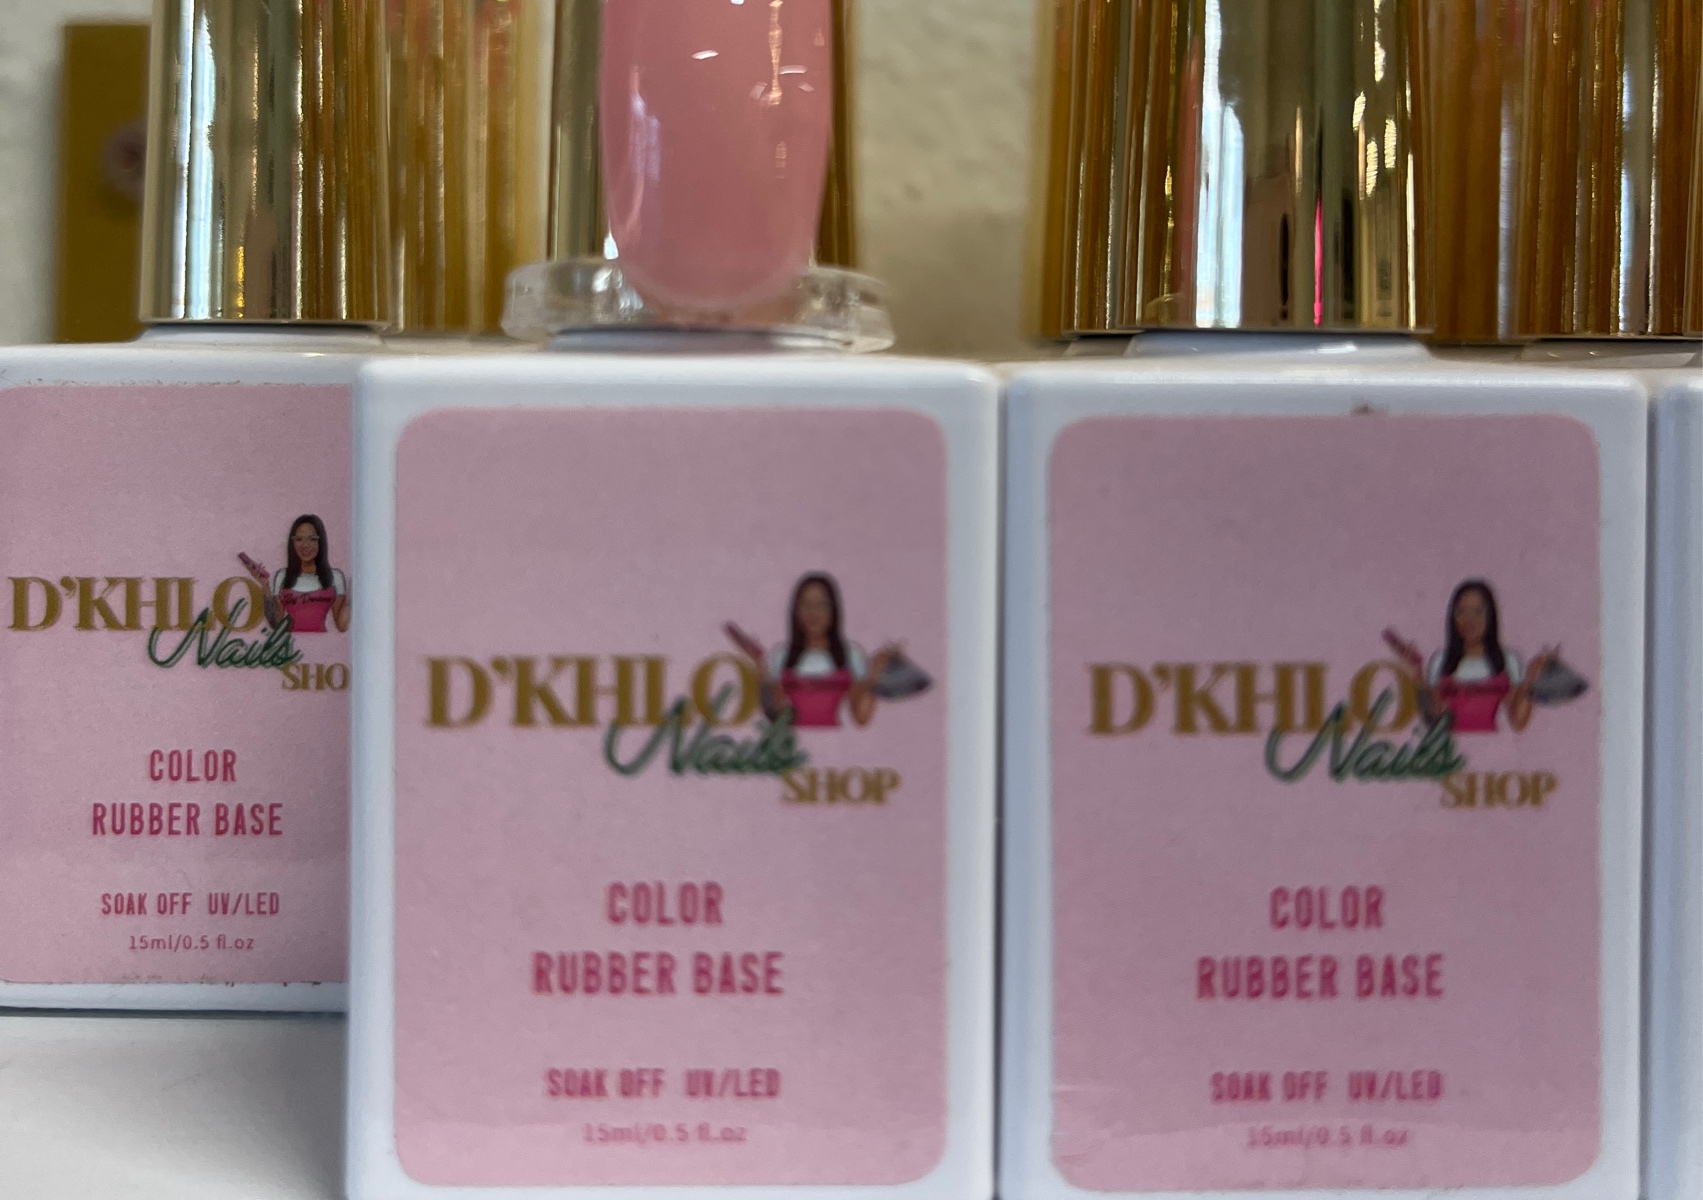 D'KHLO
Nails
SHO
COLOR
RUBBER BASE
SOAK OFF UV/LED
15ml/0.5 fl.oz
D'KHLO
Nails
SHOP
COLOR
RUBBER BASE
SOAK OFF UV/LED
15ml/0.5 fl.oz
D'KHLO
Nails
SHOP
COLOR
RUBBER BASE
SOAK OFF UV/LED
15ml/0.5 fl.oz